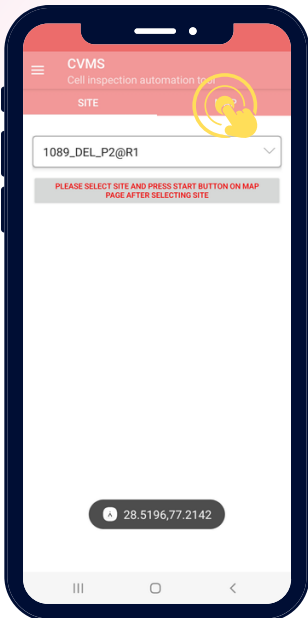 CVMS
Cell inspection automation tool
SITE
1089_DEL_P2@R1
PLEASE SELECT SITE AND PRESS START BUTTON ON MAP
PAGE AFTER SELECTING SITE
28.5196,77.2142